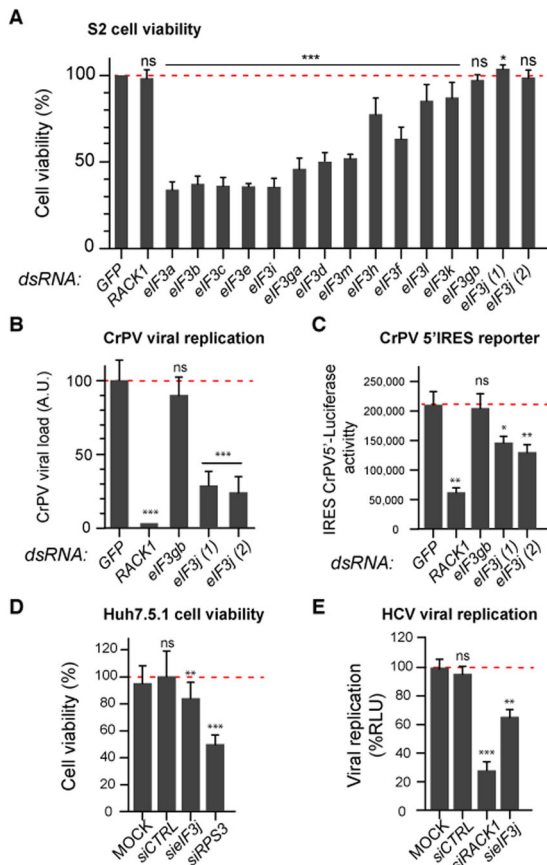 A
S2 cell viability
Cell viability (%)
100
50
0
ns
***
ns
*
ns
dsRNA:
GFP
RACK1
eIF3a
eIF3b
eIF3c
eIF3e
eIF3i
eIF3ga
eIF3d
eIF3m
eIF3h
eIF3f
eIF3l
eIF3k
eIF3gb
eIF3j (1)
eIF3j (2)
B
CrPV viral replication
CrPV viral load (A.U.)
100
50
0
***
ns
***
dsRNA:
GFP
RACK1
eIF3gb
eIF3j (1)
eIF3j (2)
C
CrPV 5'IRES reporter
IRES CrPV5'-Luciferase
activitty
250,000
200,000
150,000
100,000
50,000
0
**
ns
*
**
dsRNA:
GFP
RACK1
eIF3gb
eIF3j (1)
eIF3j (2)
D
Huh7.5.1 cell viability
Cell viability (%)
120
100
80
60
40
20
0
ns
**
***
MOCK
siCTRL
sieIF3j
siRPS3
E
HCV viral replication
Viral replication
(%RLU)
120
100
80
60
40
20
0
ns
***
**
MOCK
siCTRL
siRACK1
sieIF3j